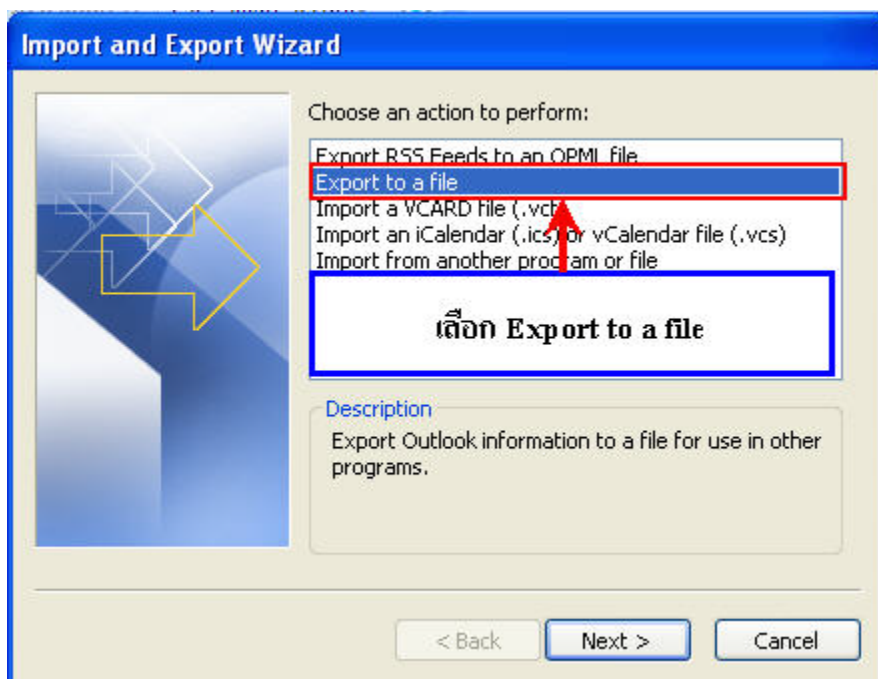 Import and Export Wizard
Choose an action to perform:
Export RSS Feeds to an OPML file
Export to a file
Import a VCARD file (.vcf)
Import an iCalendar (.ics) or vCalendar file (.vcs)
Import from another program or file
เลือก Export to a file
Description
Export Outlook information to a file for use in other
programs.
< Back
Next >
Cancel